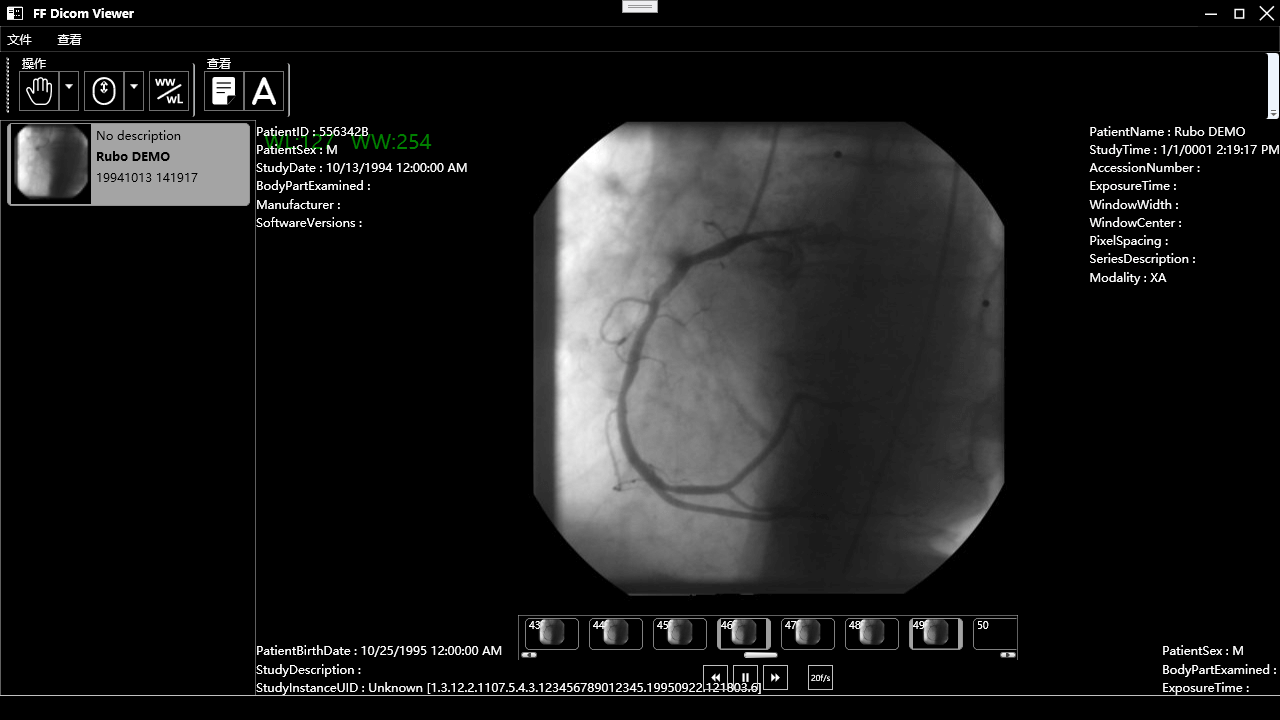 FF Dicom Viewer
文件 查看
操作 查看
WW WL A
No description
Rubo DEMO
19941013 141917
PatientID : 556342B
WL:127 WW:254
PatientSex : M
StudyDate : 10/13/1994 12:00:00 AM
BodyPartExamined :
Manufacturer :
SoftwareVersions :
PatientName : Rubo DEMO
StudyTime : 1/1/0001 2:19:17 PM
AccessionNumber :
ExposureTime :
WindowWidth :
WindowCenter :
PixelSpacing :
SeriesDescription :
Modality : XA
43 44 45 46 47 48 49 50
20f/s
PatientBirthDate : 10/25/1995 12:00:00 AM
StudyDescription :
StudyInstanceUID : Unknown [1.3.12.2.1107.5.4.3.123456789012345.19950922.121803.6]
PatientSex : M
BodyPartExamined :
ExposureTime :